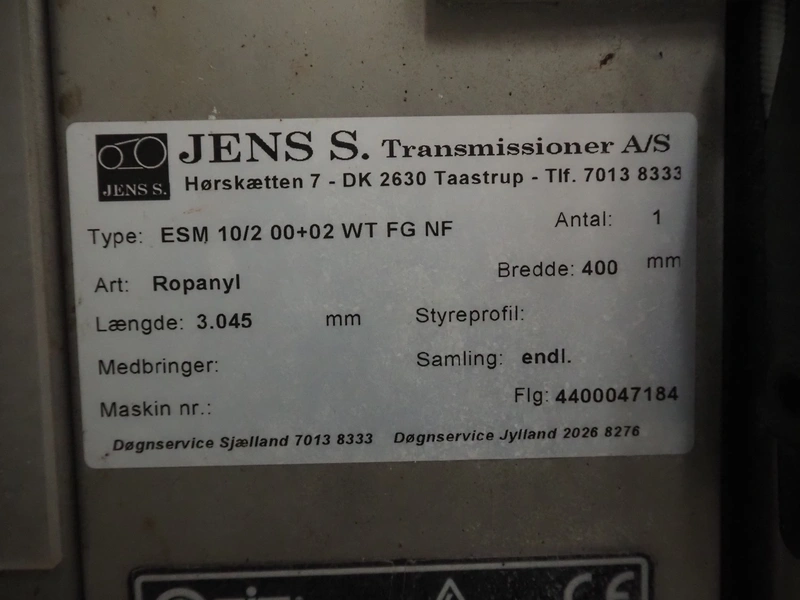 JENS S. Transmissioner A/S
JENS S.
Hørskætten 7 - DK 2630 Taastrup - Tlf. 7013 8333
Type: ESM 10/2 00+02 WT FG NF Antal: 1
Art: Ropanyl Bredde: 400 mm
Længde: 3.045 mm Styreprofil:
Medbringer: Samling: endl.
Maskin nr.: Flg: 4400047184
Døgnservice Sjælland 7013 8333 Døgnservice Jylland 2026 8276
CE